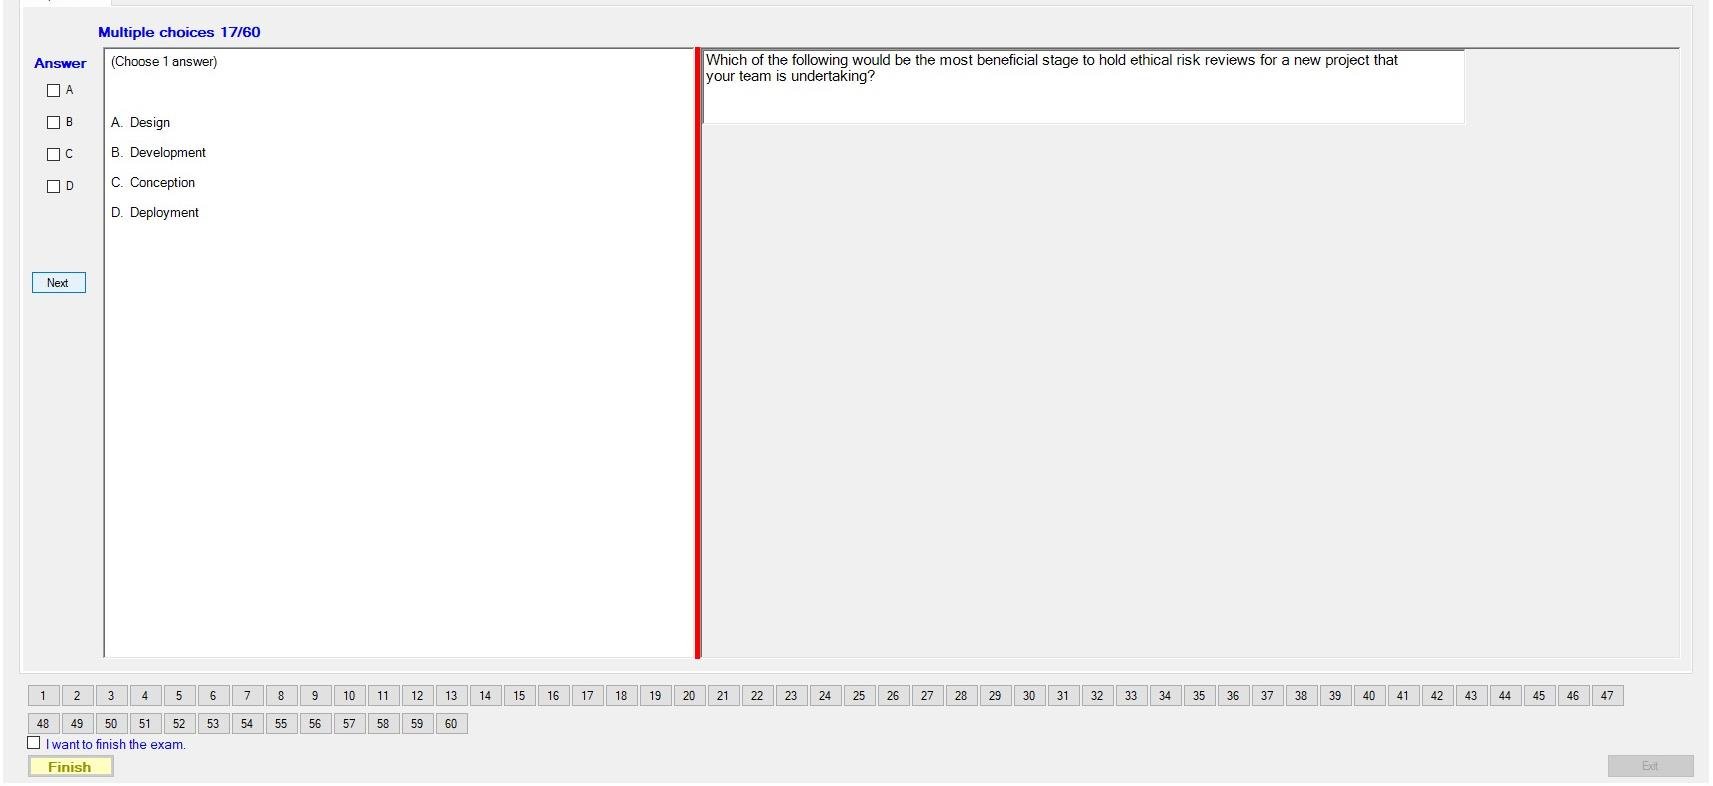 Multiple choices 17/60
Answer
(Choose 1 answer)
A
B
C
D
A. Design
B. Development
C. Conception
D. Deployment
Next
Which of the following would be the most beneficial stage to hold ethical risk reviews for a new project that
your team is undertaking?
1 2 3 4 5 6 7 8 9 10 11 12 13 14 15 16 17 18 19 20 21 22 23 24 25 26 27 28 29 30 31 32 33 34 35 36 37 38 39 40 41 42 43 44 45 46 47
48 49 50 51 52 53 54 55 56 57 58 59 60
I want to finish the exam.
Finish
Exit